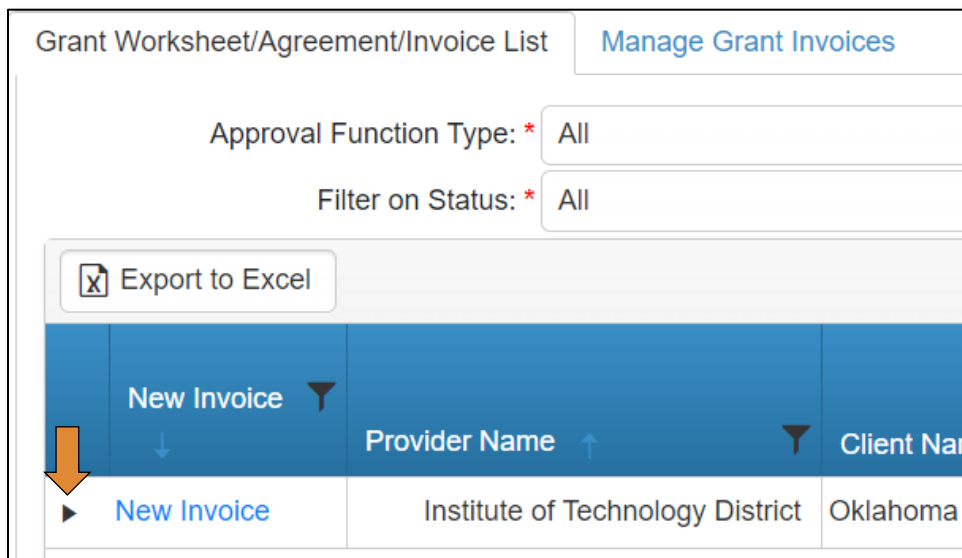 Grant Worksheet/Agreement/Invoice List Manage Grant Invoices
Approval Function Type: * All
Filter on Status: * All
Export to Excel
New Invoice
Provider Name
New Invoice Institute of Technology District Oklahoma